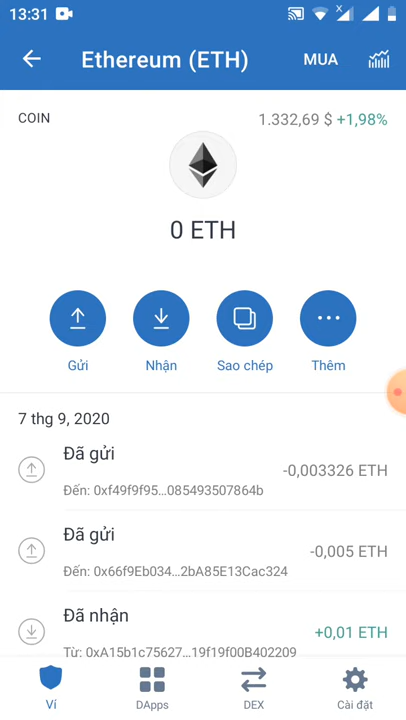 13:31
Ethereum (ETH)
MUA
COIN
1.332,69 $ +1,98%
0 ETH
Gửi
Nhận
Sao chép
Thêm
7 thg 9, 2020
Đã gửi
-0,003326 ETH
Đến: 0xf49f9f95...085493507864b
Đã gửi
-0,005 ETH
Đến: 0x66f9Eb034...2bA85E13Cac324
Đã nhận
+0,01 ETH
Từ: 0xA15b1c75627...19f19f00B402209
Ví
DApps
DEX
Cài đặt